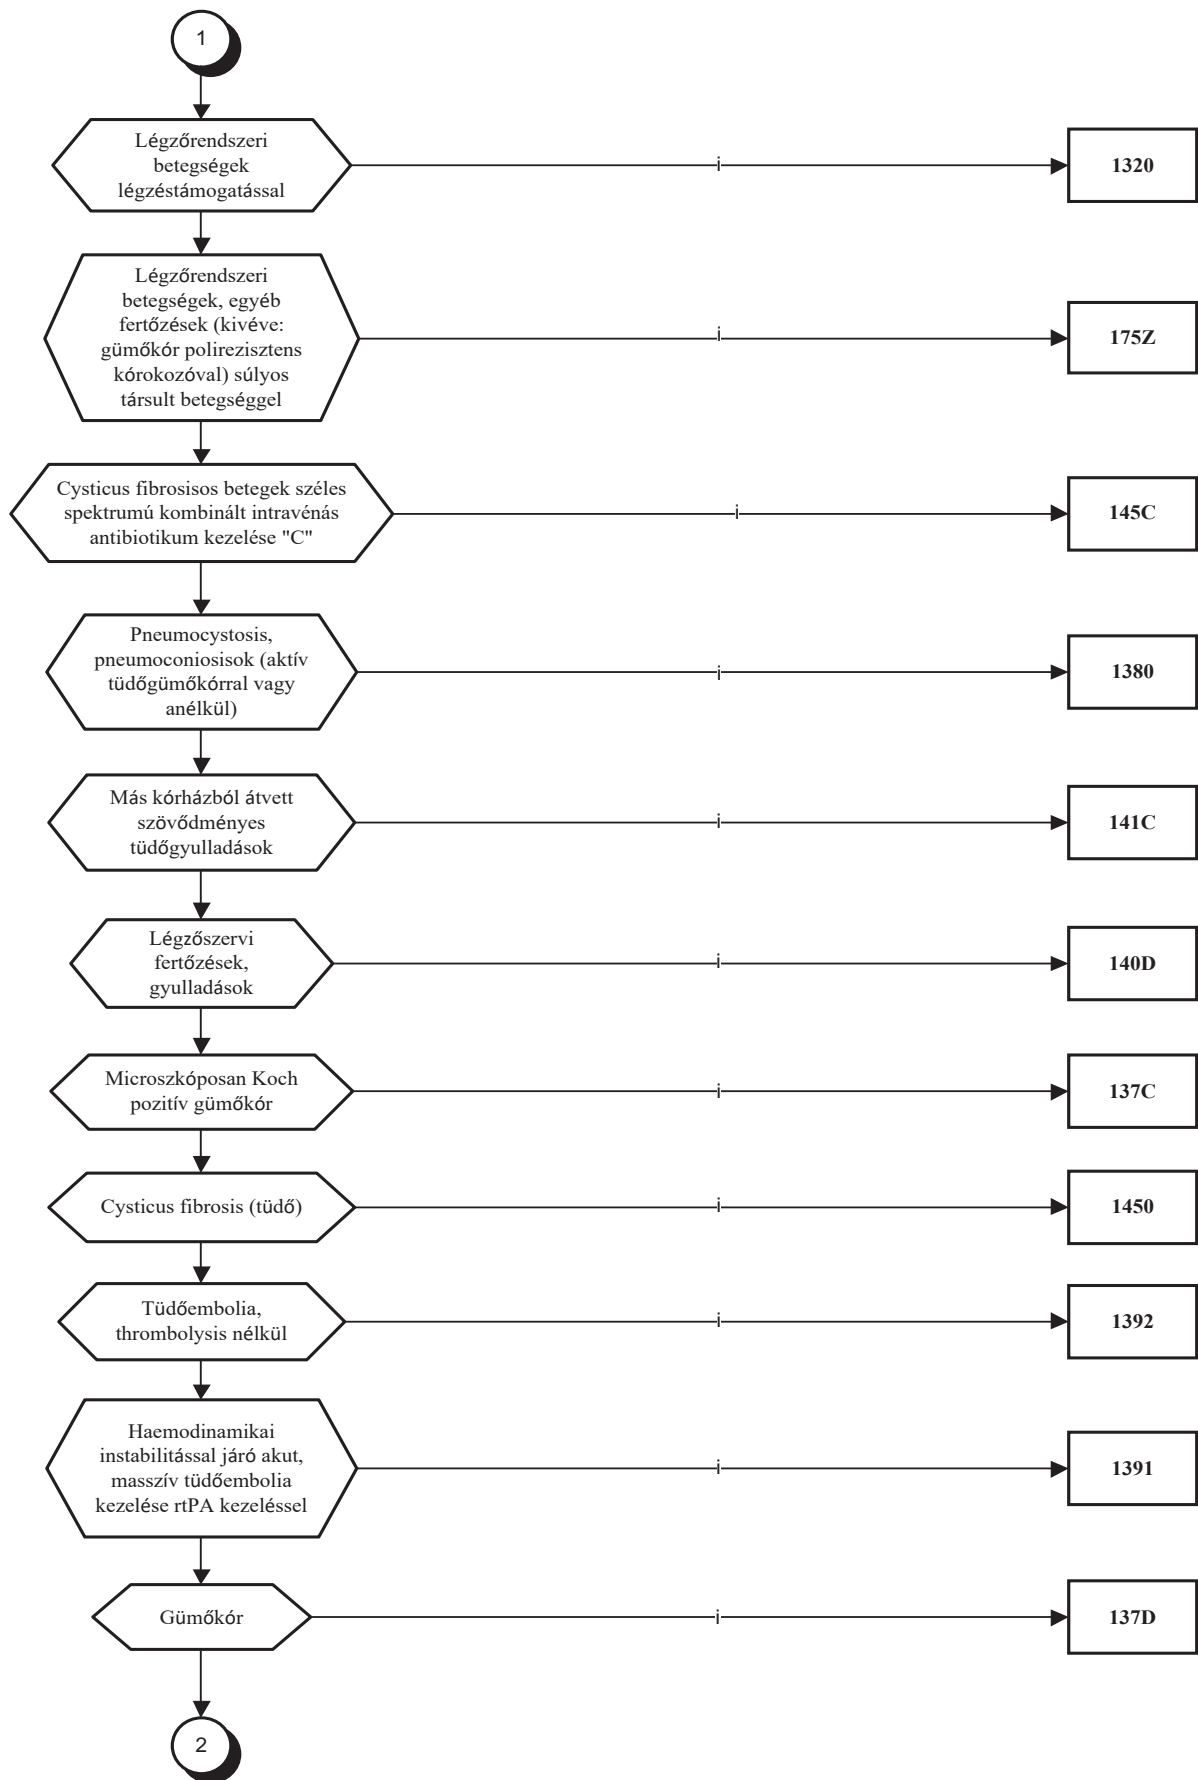 1
Légzőrendszeri
betegségek
légzéstámogatással
i
1320
Légzőrendszeri
betegségek, egyéb
fertőzések (kivéve:
gümőkór polirezisztens
kórokozóval) súlyos
társult betegséggel
i
175Z
Cysticus fibrosisos betegek széles
spektrumú kombinált intravénás
antibiotikum kezelése "C"
i
145C
Pneumocystosis,
pneumoconiosisok (aktív
tüdőgümőkórral vagy
anélkül)
i
1380
Más kórházból átvett
szövődményes
tüdőgyulladások
i
141C
Légzőszervi
fertőzések,
gyulladások
i
140D
Microszkóposan Koch
pozitív gümőkór
i
137C
Cysticus fibrosis (tüdő)
i
1450
Tüdőembolia,
thrombolysis nélkül
i
1392
Haemodinamikai
instabilitással járó akut,
masszív tüdőembolia
kezelése rtPA kezeléssel
i
1391
Gümőkór
i
137D
2